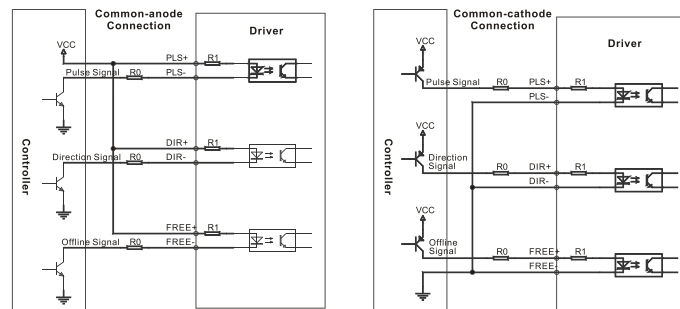 Common-anode
Connection
Driver
Controller
VCC
PLS+
R1
Pulse Signal
R0
PLS-
DIR+
R1
Direction Signal
R0
DIR-
FREE+
R1
Offline Signal
R0
FREE-
Common-cathode
Connection
Driver
Controller
VCC
Pulse Signal
R0
PLS+
R1
PLS-
VCC
Direction
Signal
R0
DIR+
R1
DIR-
VCC
Offline
Signal
R0
FREE+
R1
FREE-